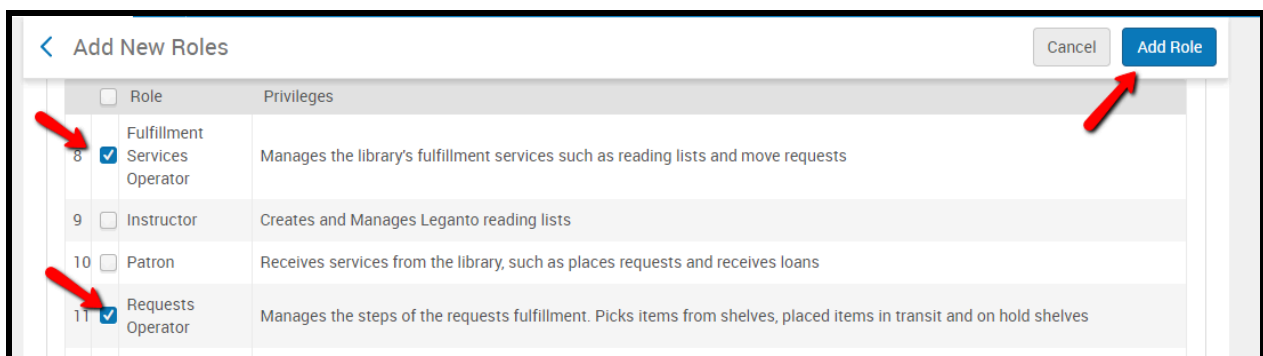 Add New Roles
Cancel
Add Role
Role Privileges
Fulfillment
8 Services Manages the library's fulfillment services such as reading lists and move requests
Operator
9 Instructor Creates and Manages Leganto reading lists
10 Patron Receives services from the library, such as places requests and receives loans
Requests
11 Manages the steps of the requests fulfillment. Picks items from shelves, placed items in transit and on hold shelves
Operator